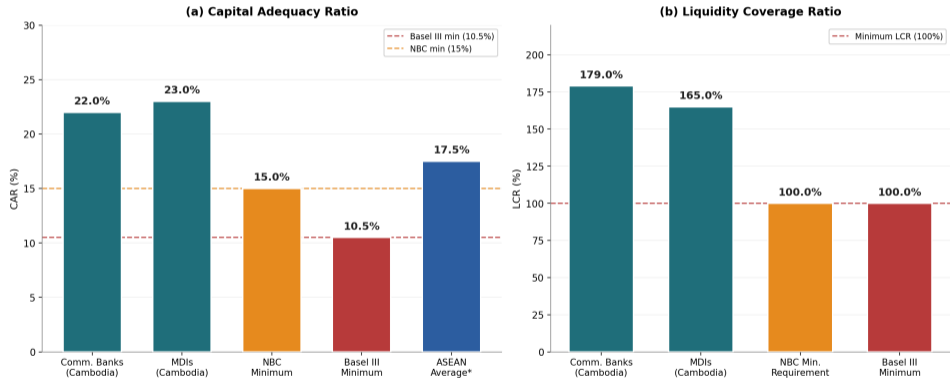 (a) Capital Adequacy Ratio
30
25
20
15
10
5
0
CAR (%)
Basel III min (10.5%)
NBC min (15%)
22.0%
23.0%
15.0%
10.5%
17.5%
Comm. Banks
(Cambodia)
MDIs
(Cambodia)
NBC
Minimum
Basel III
Minimum
ASEAN
Average*
(b) Liquidity Coverage Ratio
200
175
150
125
100
75
50
25
0
LCR (%)
Minimum LCR (100%)
179.0%
165.0%
100.0%
100.0%
Comm. Banks
(Cambodia)
MDIs
(Cambodia)
NBC Min.
Requirement
Basel III
Minimum